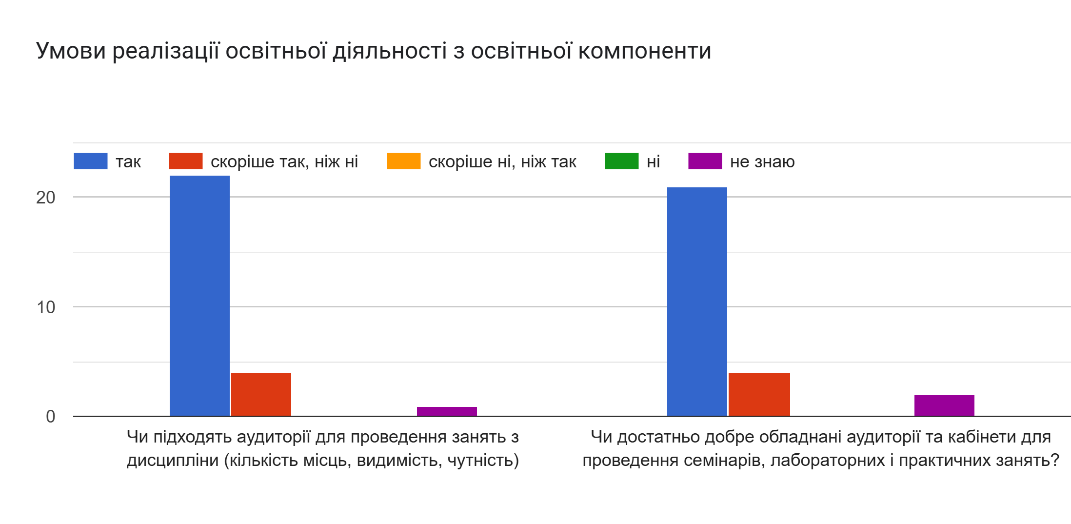 Умови реалізації освітньої діяльності з освітньої компоненти
так скоріше так, ніж ні скоріше ні, ніж так ні не знаю
20
10
0
Чи підходять аудиторії для проведення занять з
дисципліни (кількість місць, видимість, чутність)
Чи достатньо добре обладнані аудиторії та кабінети для
проведення семінарів, лабораторних і практичних занять?